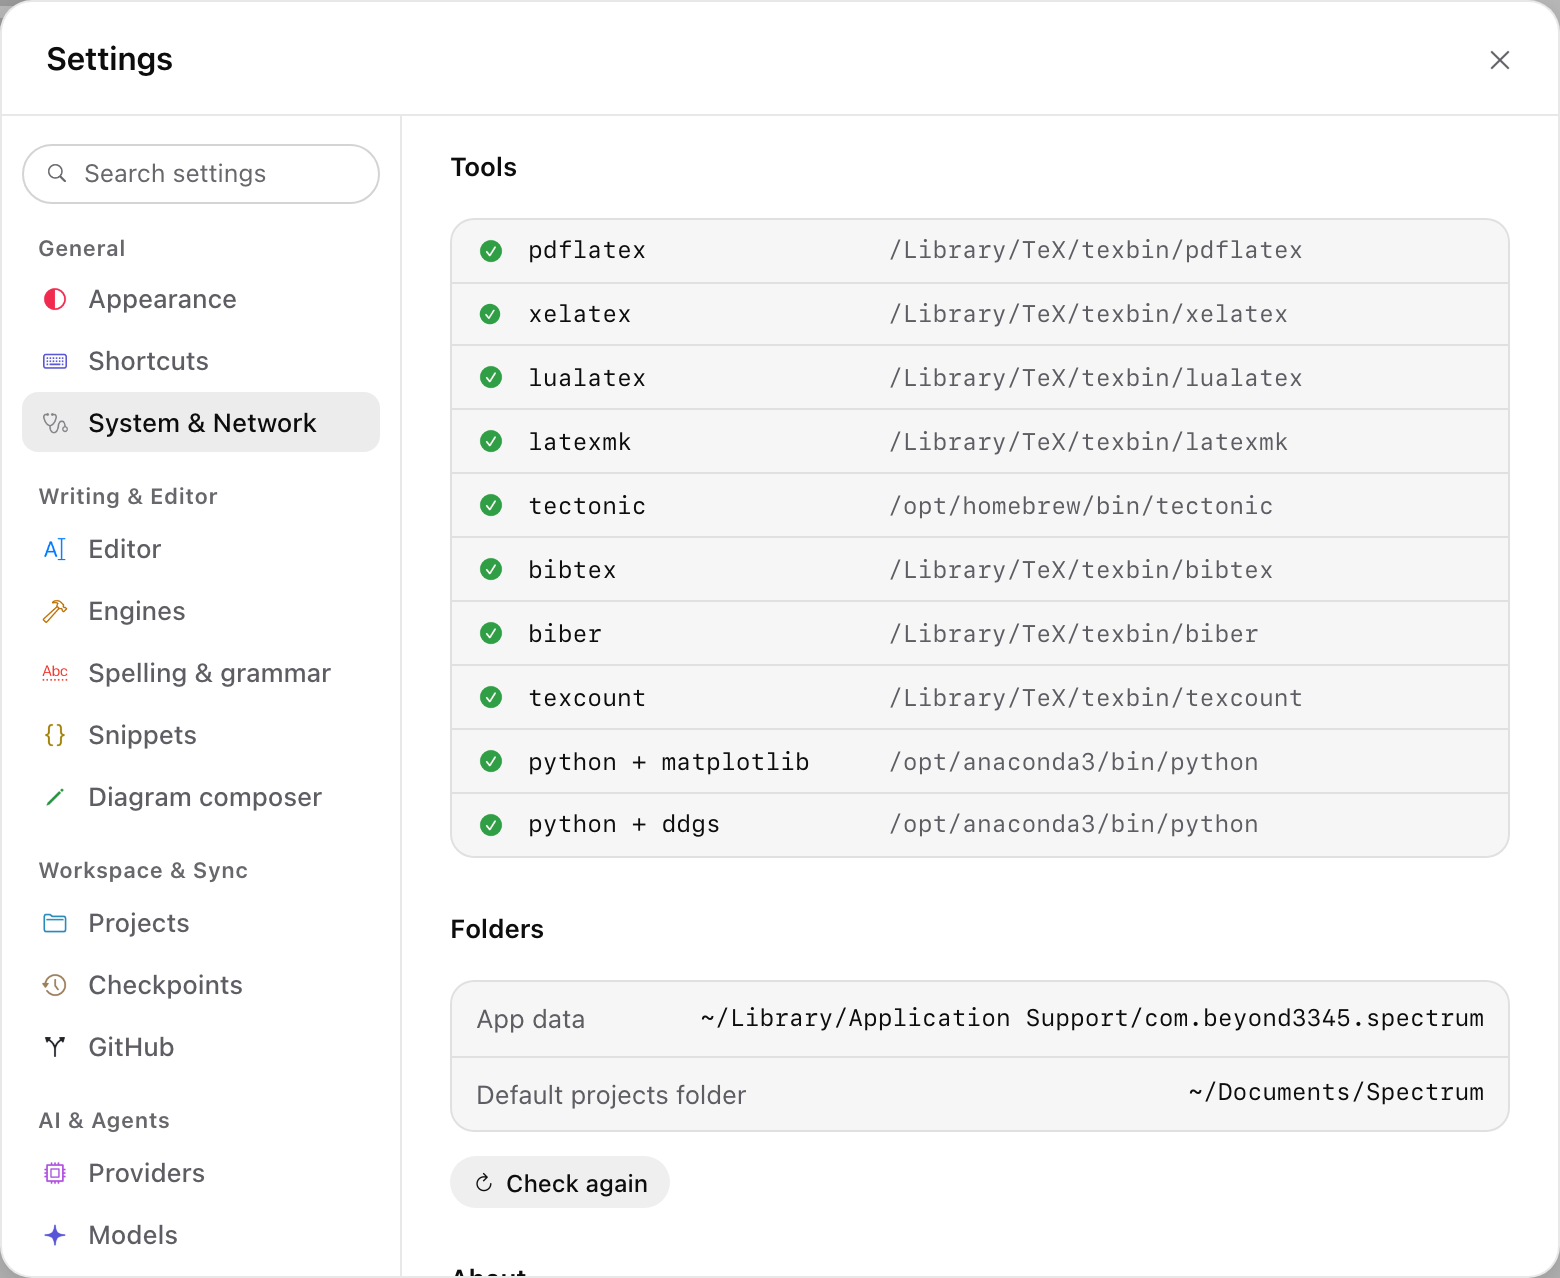 Settings
Search settings
General
Appearance
Shortcuts
System & Network
Writing & Editor
Editor
Engines
Abc
Spelling & grammar
Snippets
Diagram composer
Workspace & Sync
Projects
Checkpoints
GitHub
AI & Agents
Providers
Models
Tools
pdflatex /Library/TeX/texbin/pdflatex
xelatex /Library/TeX/texbin/xelatex
lualatex /Library/TeX/texbin/lualatex
latexmk /Library/TeX/texbin/latexmk
tectonic /opt/homebrew/bin/tectonic
bibtex /Library/TeX/texbin/bibtex
biber /Library/TeX/texbin/biber
texcount /Library/TeX/texbin/texcount
python + matplotlib /opt/anaconda3/bin/python
python + ddgs /opt/anaconda3/bin/python
Folders
App data ~/Library/Application Support/com.beyond3345.spectrum
Default projects folder ~/Documents/Spectrum
Check again
About